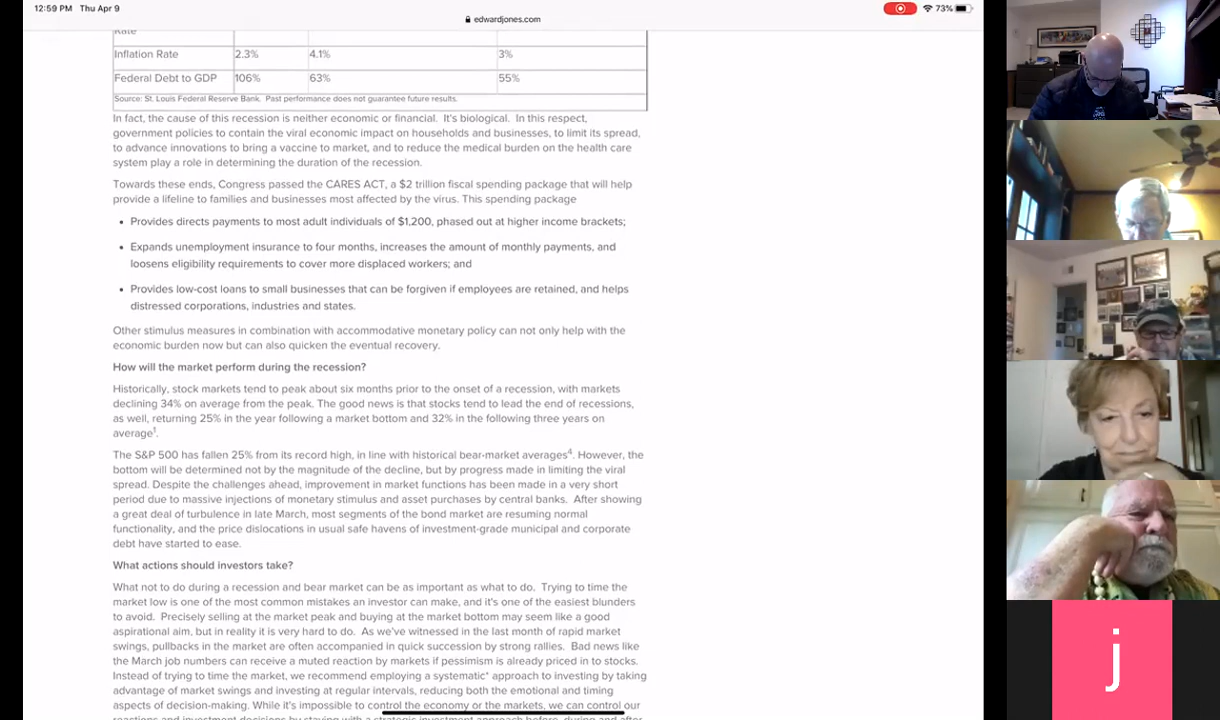 12:59 PM Thu Apr 9
73%
edwardjones.com
Rate
Inflation Rate 2.3% 4.1% 3%
Federal Debt to GDP 106% 63% 55%
Source: St. Louis Federal Reserve Bank. Past performance does not guarantee future results.
In fact, the cause of this recession is neither economic or financial. It's biological. In this respect,
government policies to contain the viral economic impact on households and businesses, to limit its spread,
to advance innovations to bring a vaccine to market, and to reduce the medical burden on the health care
system play a role in determining the duration of the recession.
Towards these ends, Congress passed the CARES ACT, a $2 trillion fiscal spending package that will help
provide a lifeline to families and businesses most affected by the virus. This spending package
• Provides directs payments to most adult individuals of $1,200, phased out at higher income brackets;
• Expands unemployment insurance to four months, increases the amount of monthly payments, and
loosens eligibility requirements to cover more displaced workers; and
• Provides low-cost loans to small businesses that can be forgiven if employees are retained, and helps
distressed corporations, industries and states.
Other stimulus measures in combination with accommodative monetary policy can not only help with the
economic burden now but can also quicken the eventual recovery.
How will the market perform during the recession?
Historically, stock markets tend to peak about six months prior to the onset of a recession, with markets
declining 34% on average from the peak. The good news is that stocks tend to lead the end of recessions,
as well, returning 25% in the year following a market bottom and 32% in the following three years on
average¹.
The S&P 500 has fallen 25% from its record high, in line with historical bear-market averages⁴. However, the
bottom will be determined not by the magnitude of the decline, but by progress made in limiting the viral
spread. Despite the challenges ahead, improvement in market functions has been made in a very short
period due to massive injections of monetary stimulus and asset purchases by central banks. After showing
a great deal of turbulence in late March, most segments of the bond market are resuming normal
functionality, and the price dislocations in usual safe havens of investment-grade municipal and corporate
debt have started to ease.
What actions should investors take?
What not to do during a recession and bear market can be as important as what to do. Trying to time the
market low is one of the most common mistakes an investor can make, and it's one of the easiest blunders
to avoid. Precisely selling at the market peak and buying at the market bottom may seem like a good
aspirational aim, but in reality it is very hard to do. As we've witnessed in the last month of rapid market
swings, pullbacks in the market are often accompanied in quick succession by strong rallies. Bad news like
the March job numbers can receive a muted reaction by markets if pessimism is already priced in to stocks.
Instead of trying to time the market, we recommend employing a systematic* approach to investing by taking
advantage of market swings and investing at regular intervals, reducing both the emotional and timing
aspects of decision-making. While it's impossible to control the economy or the markets, we can control our
reactions and investment decisions by staying with a strategic investment approach before, during and after
j